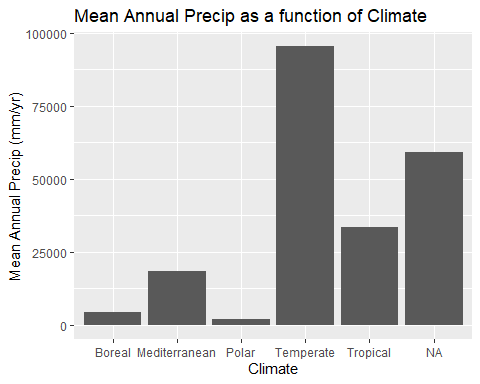 Mean Annual Precip as a function of Climate
Mean Annual Precip (mm/yr)
100000
75000
50000
25000
0
Boreal Mediterranean Polar Temperate Tropical NA
Climate